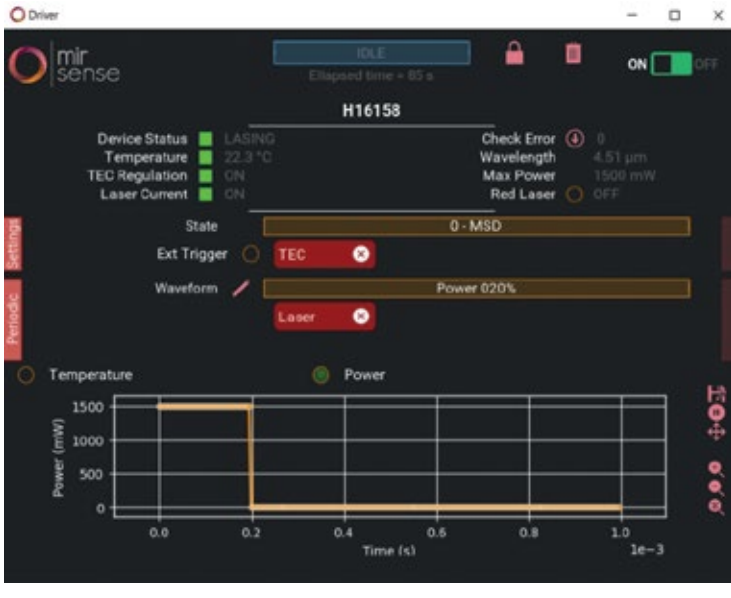 Driver
mir
sense
IDLE
Ellapsed time = 85 s
ON
OFF
H16158
Device Status LASING
Temperature 22.3 °C
TEC Regulation ON
Laser Current ON
Check Error 0
Wavelength 4.51 µm
Max Power 1500 mW
Red Laser OFF
Settings
Periodic
State 0 - MSD
Ext Trigger TEC
Waveform Power 020%
Laser
Temperature
Power
Power (mW)
1500
1000
500
0
0.0 0.2 0.4 0.6 0.8 1.0
Time (s) 1e-3